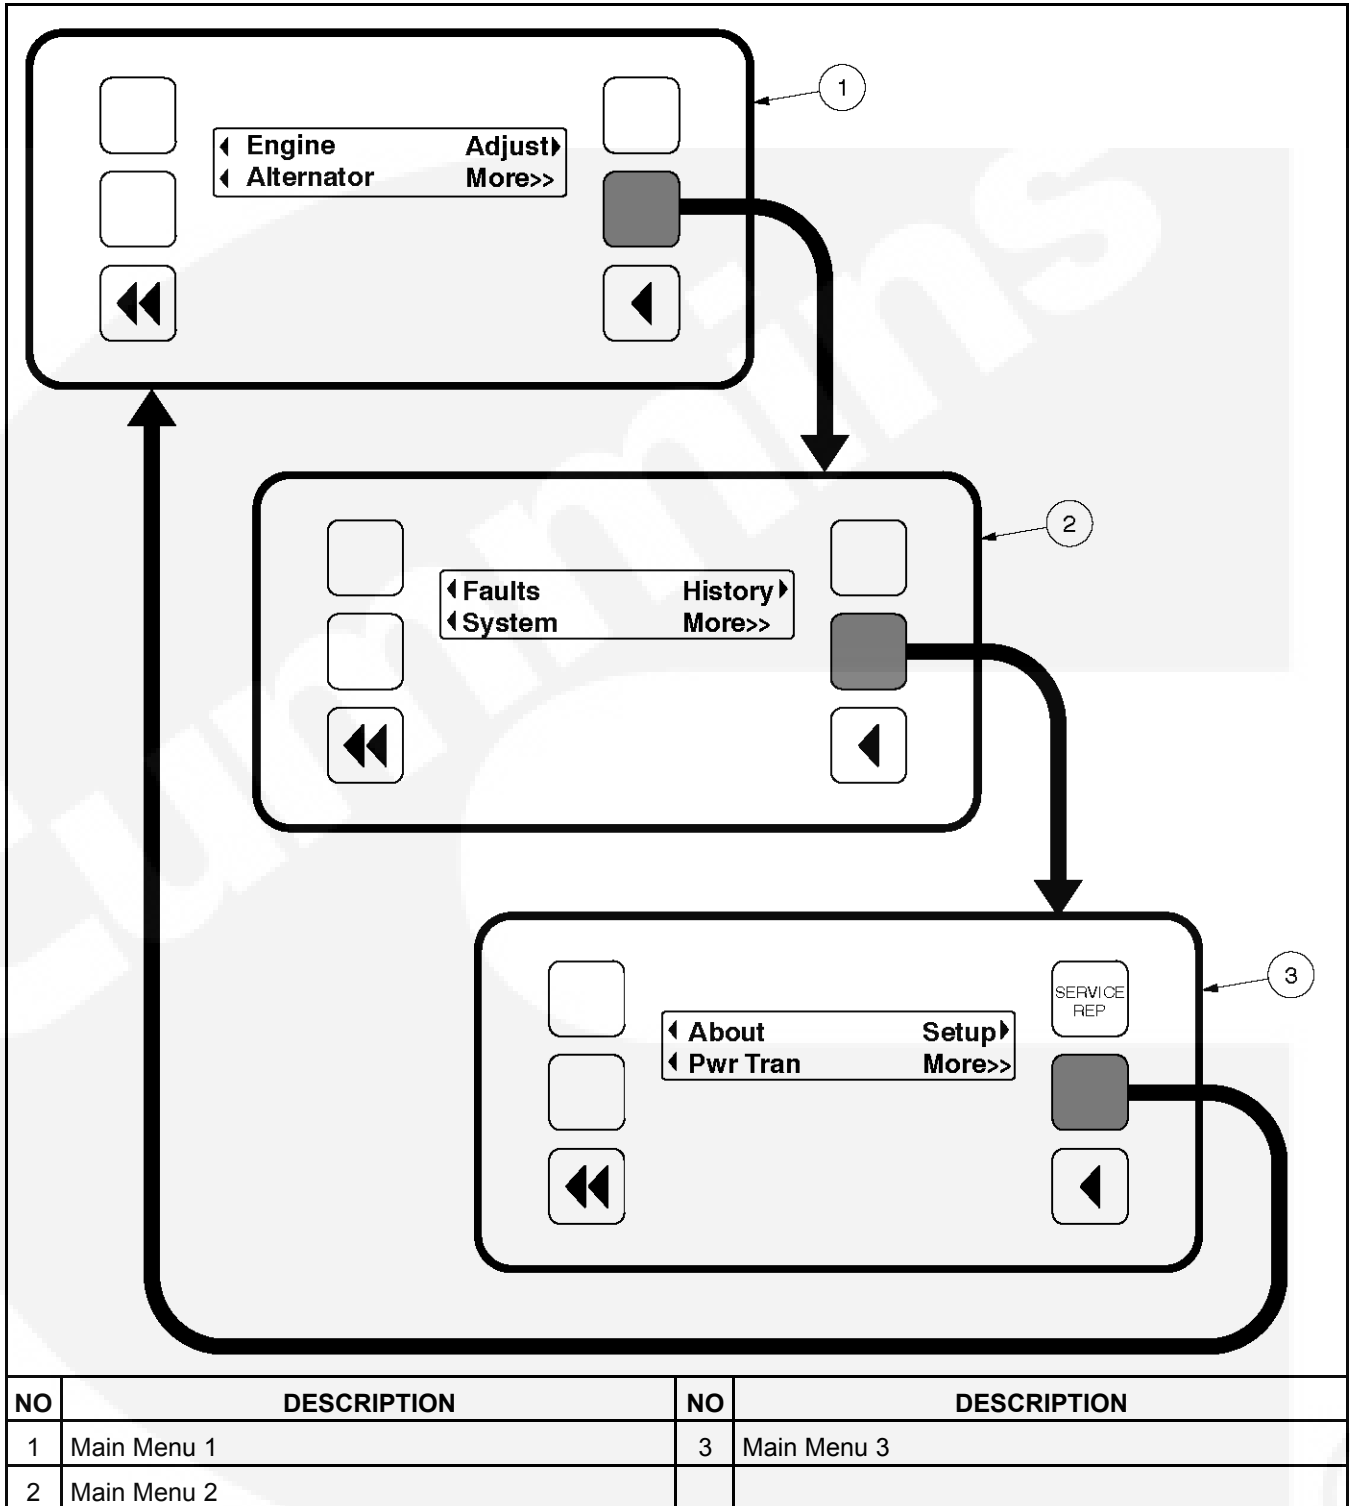 1
Engine Adjust
Alternator More>>
2
Faults History
System More>>
3
SERVICE
REP
About Setup
Pwr Tran More>>
NO DESCRIPTION NO DESCRIPTION
1 Main Menu 1 3 Main Menu 3
2 Main Menu 2
Cummins